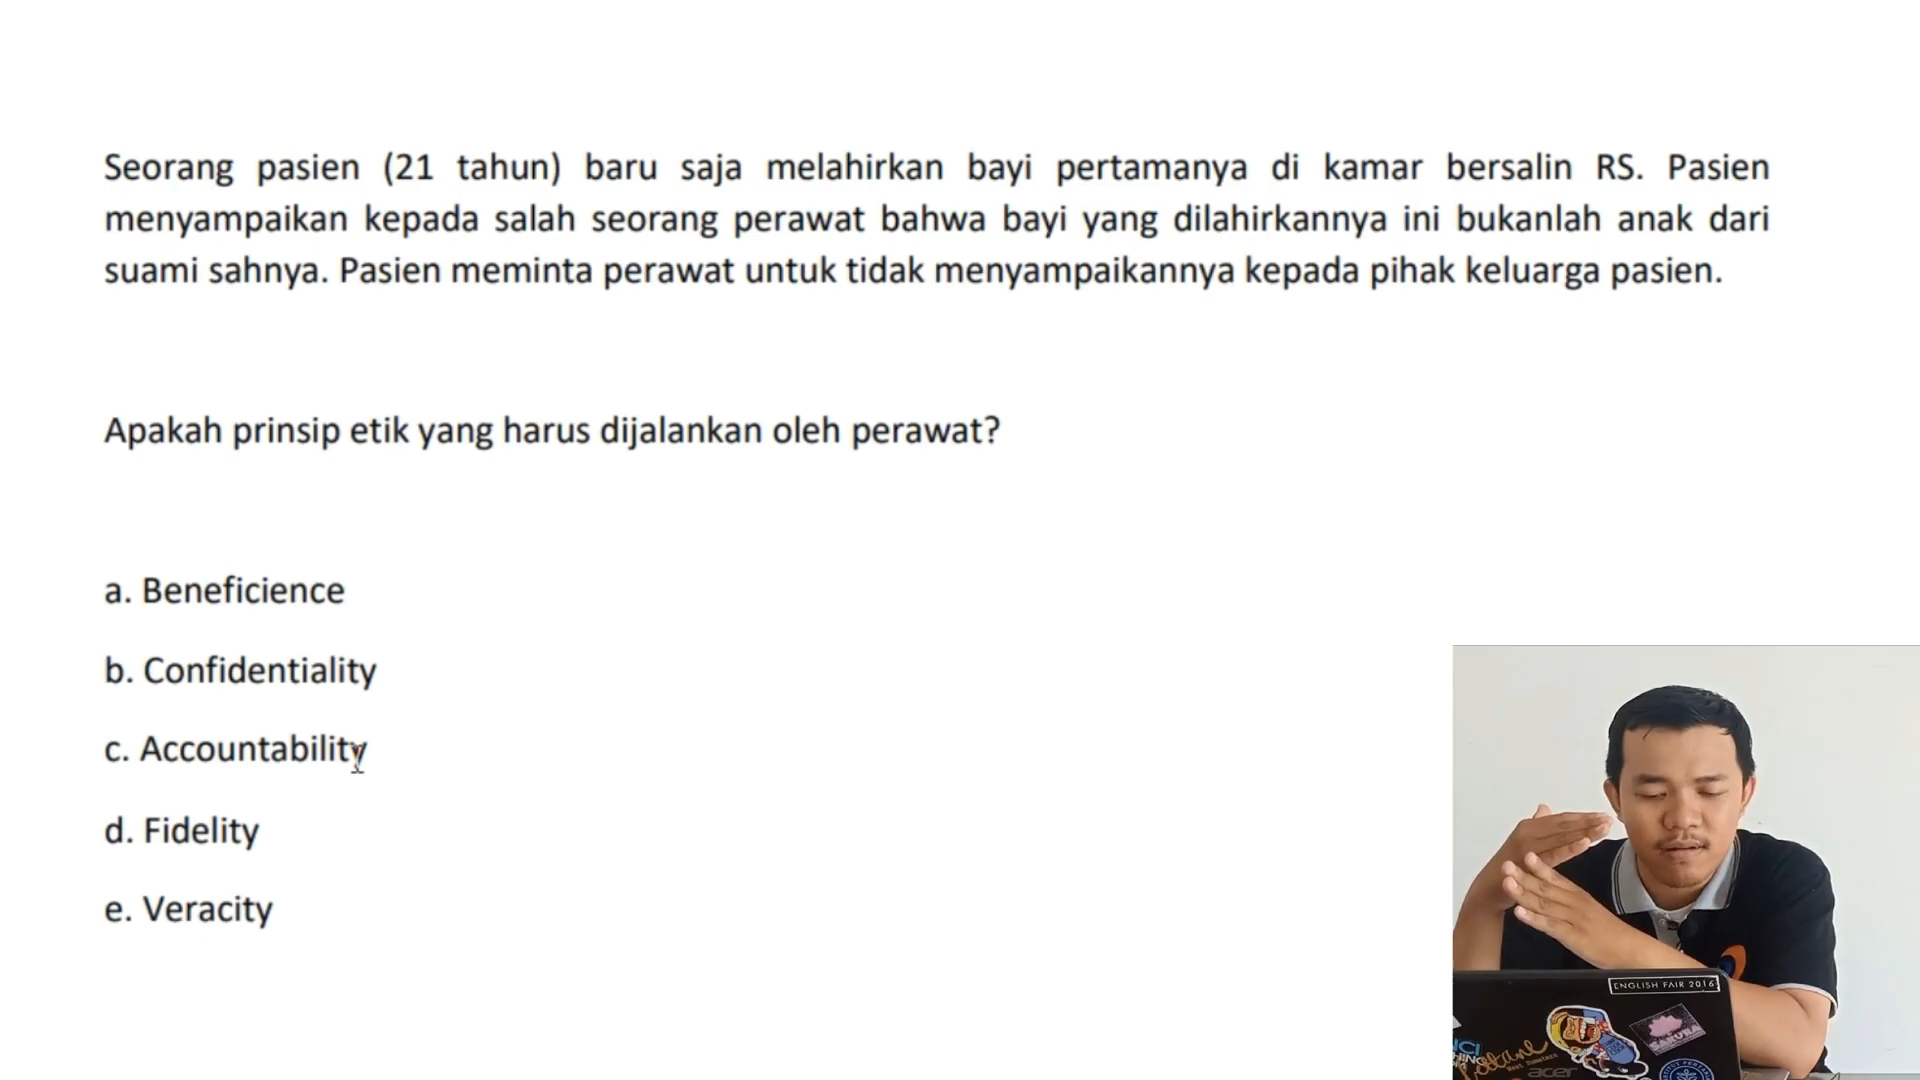 Seorang pasien (21 tahun) baru saja melahirkan bayi pertamanya di kamar bersalin RS. Pasien
menyampaikan kepada salah seorang perawat bahwa bayi yang dilahirkannya ini bukanlah anak dari
suami sahnya. Pasien meminta perawat untuk tidak menyampaikannya kepada pihak keluarga pasien.
Apakah prinsip etik yang harus dijalankan oleh perawat?
a. Beneficience
b. Confidentiality
c. Accountability
d. Fidelity
e. Veracity
ENGLISH FAIR 2016
SAKURA
acer